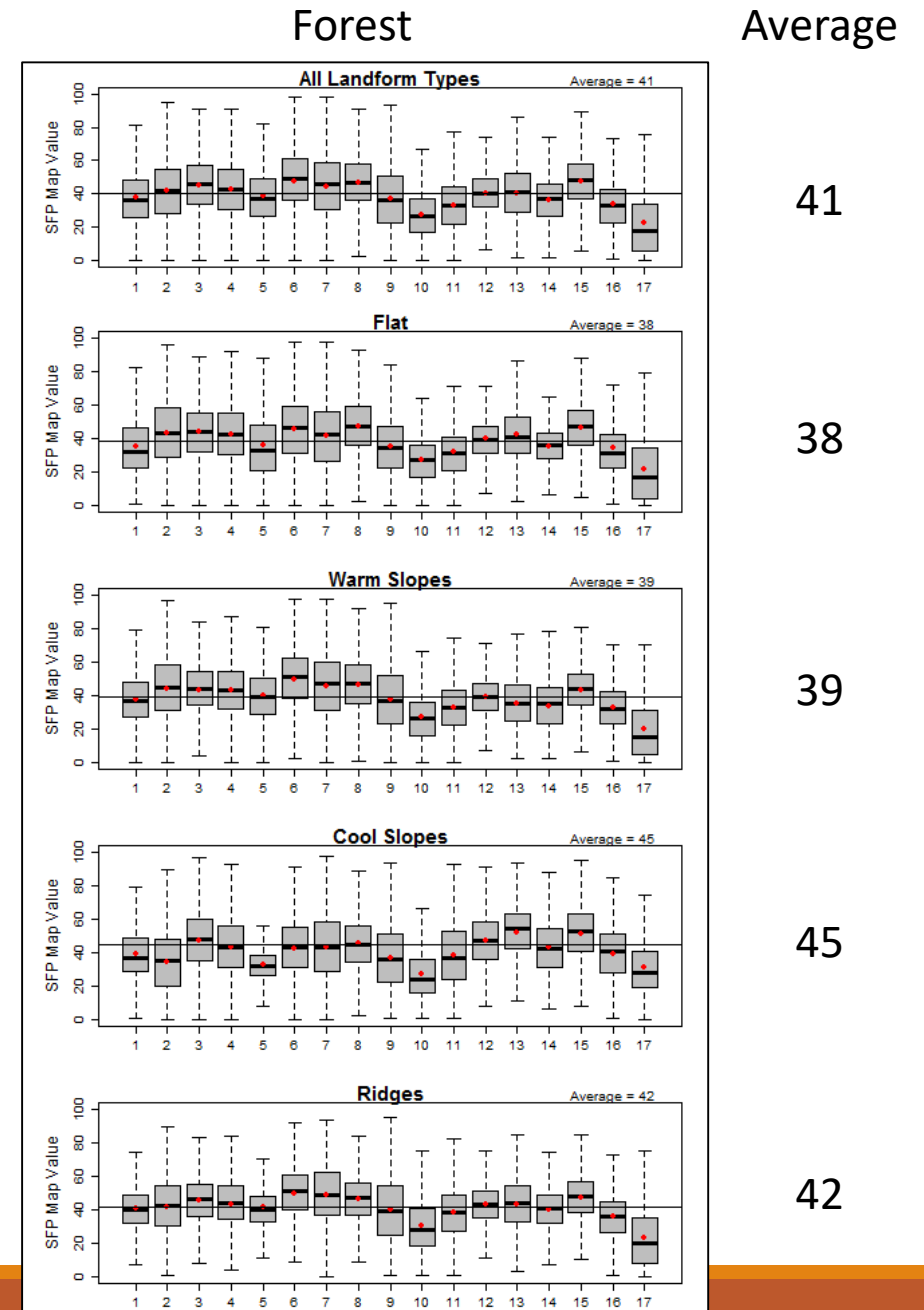 Forest Average
All Landform Types Average = 41
SFP Map Value
100
80
60
40
20
0
1 2 3 4 5 6 7 8 9 10 11 12 13 14 15 16 17
41
Flat Average = 38
SFP Map Value
100
80
60
40
20
0
1 2 3 4 5 6 7 8 9 10 11 12 13 14 15 16 17
38
Warm Slopes Average = 39
SFP Map Value
100
80
60
40
20
0
1 2 3 4 5 6 7 8 9 10 11 12 13 14 15 16 17
39
Cool Slopes Average = 45
SFP Map Value
100
80
60
40
20
0
1 2 3 4 5 6 7 8 9 10 11 12 13 14 15 16 17
45
Ridges Average = 42
SFP Map Value
100
80
60
40
20
0
1 2 3 4 5 6 7 8 9 10 11 12 13 14 15 16 17
42